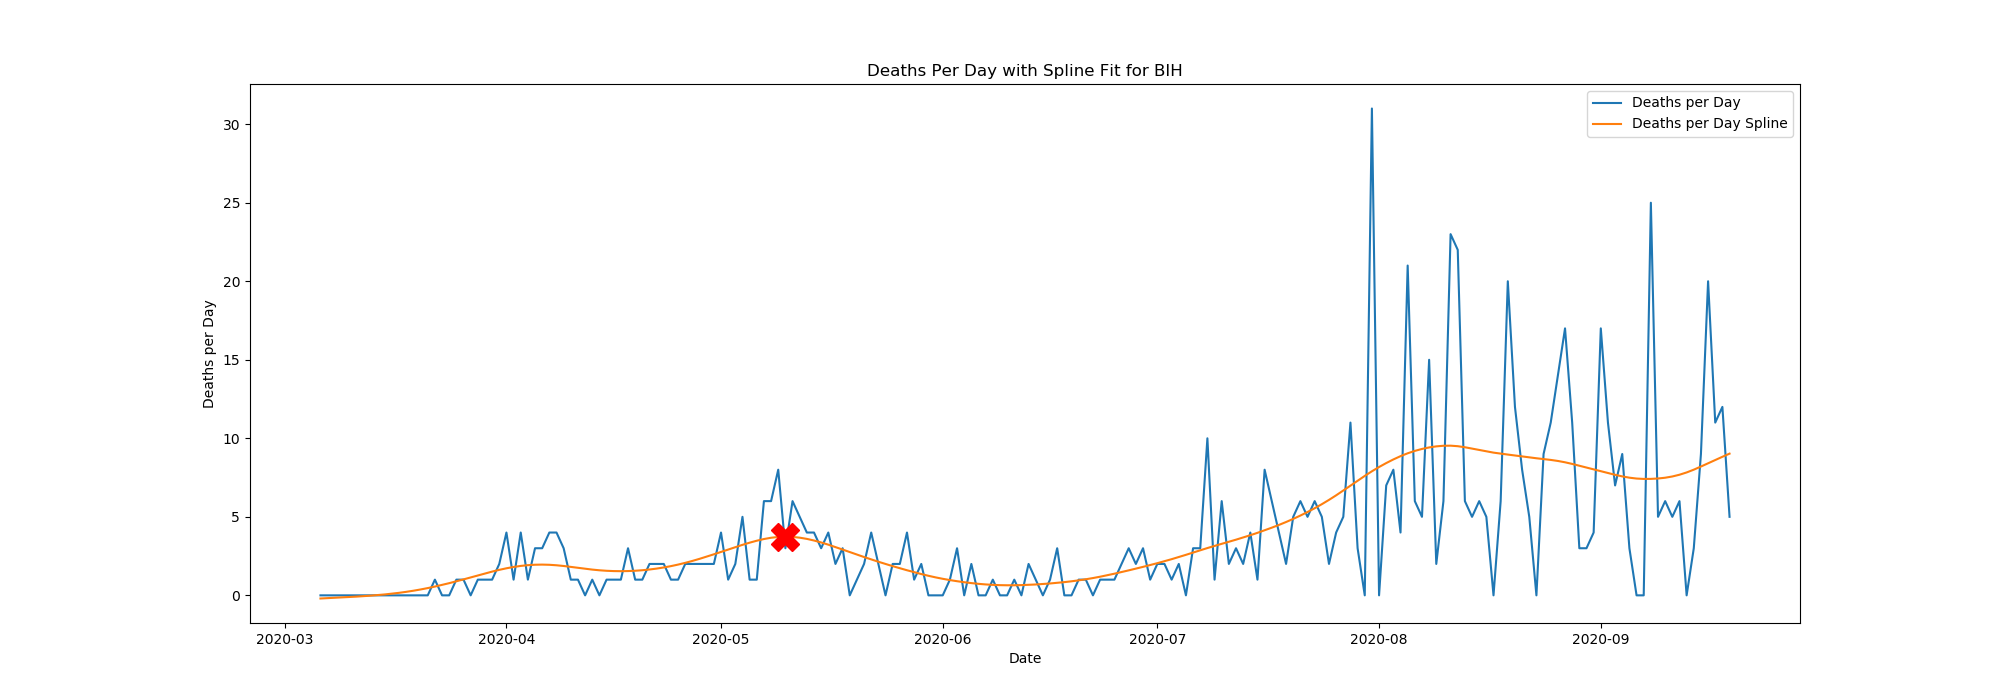 Deaths Per Day with Spline Fit for BIH
Deaths per Day
Deaths per Day Spline
30
25
20
15
10
5
0
Deaths per Day
2020-03
2020-04
2020-05
2020-06
2020-07
2020-08
2020-09
Date